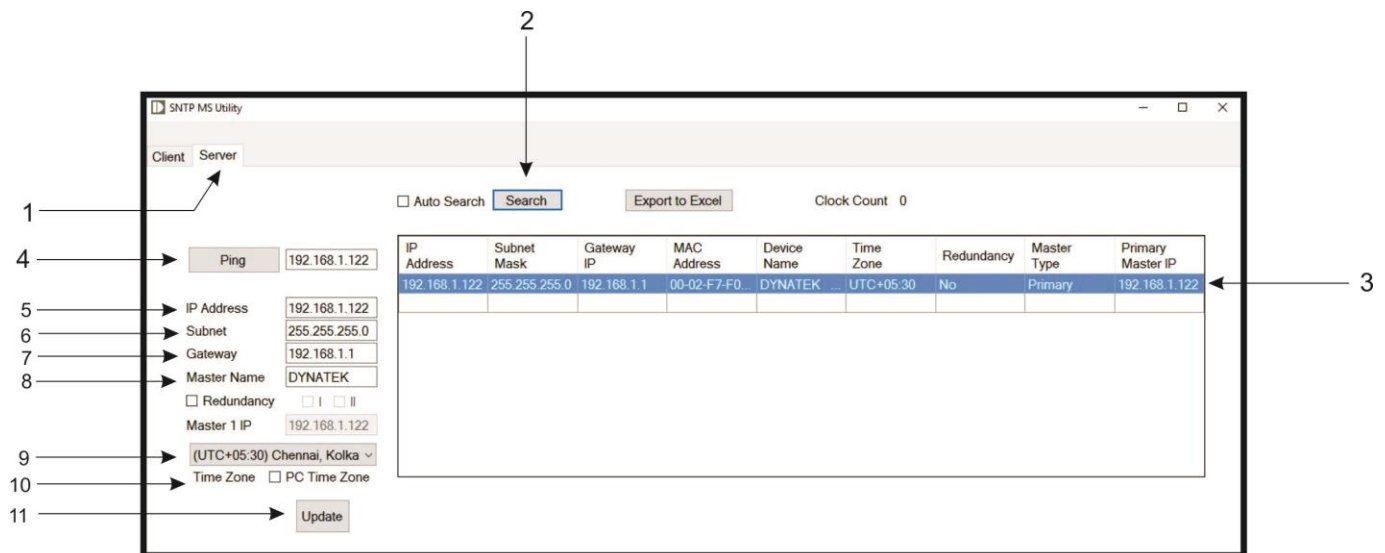 2
SNTP MS Utility
Client Server
1
Auto Search Search Export to Excel Clock Count 0
4 Ping 192.168.1.122
IP Address Subnet Mask Gateway IP MAC Address Device Name Time Zone Redundancy Master Type Primary Master IP
192.168.1.122 255.255.255.0 192.168.1.1 00-02-F7-F0... DYNATEK ... UTC+05:30 No Primary 192.168.1.122
3
5 IP Address 192.168.1.122
6 Subnet 255.255.255.0
7 Gateway 192.168.1.1
8 Master Name DYNATEK
Redundancy I II
Master 1 IP 192.168.1.122
9 (UTC+05:30) Chennai, Kolka
10 Time Zone PC Time Zone
11 Update